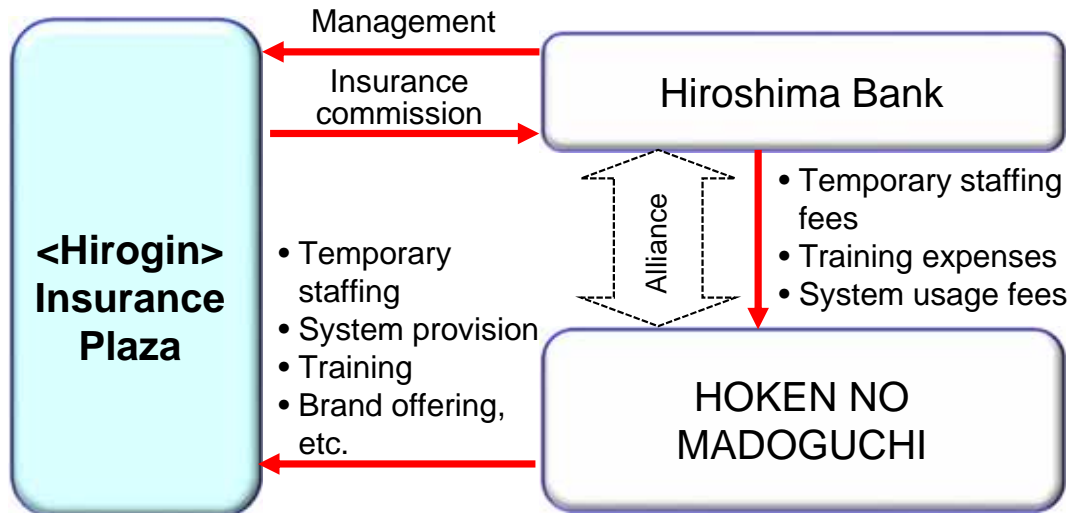 Management
Insurance
commission
Hiroshima Bank
<Hirogin>
Insurance
Plaza
• Temporary
staffing
• System provision
• Training
• Brand offering,
etc.
Alliance
• Temporary staffing
fees
• Training expenses
• System usage fees
HOKEN NO
MADOGUCHI